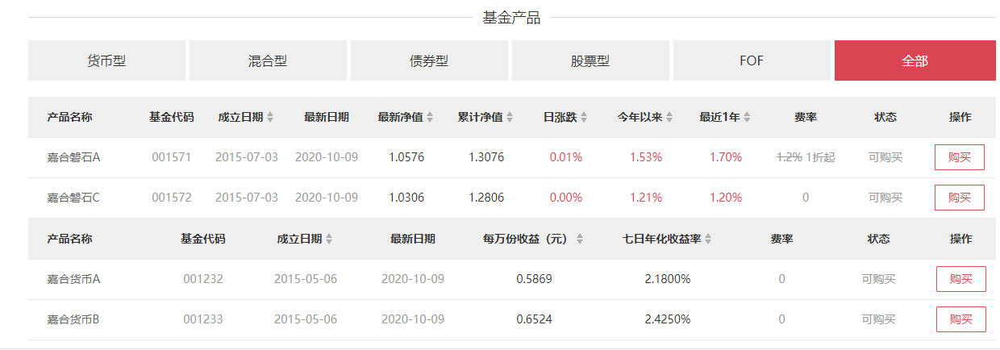 基金产品
货币型 混合型 债券型 股票型 FOF 全部
产品名称 基金代码 成立日期 最新日期 最新净值 累计净值 日涨跌 今年以来 最近1年 费率 状态 操作
嘉合磐石A 001571 2015-07-03 2020-10-09 1.0576 1.3076 0.01% 1.53% 1.70% 1.2% 1折起 可购买 购买
嘉合磐石C 001572 2015-07-03 2020-10-09 1.0306 1.2806 0.00% 1.21% 1.20% 0 可购买 购买
产品名称 基金代码 成立日期 最新日期 每万份收益（元） 七日年化收益率 费率 状态 操作
嘉合货币A 001232 2015-05-06 2020-10-09 0.5869 2.1800% 0 可购买 购买
嘉合货币B 001233 2015-05-06 2020-10-09 0.6524 2.4250% 0 可购买 购买